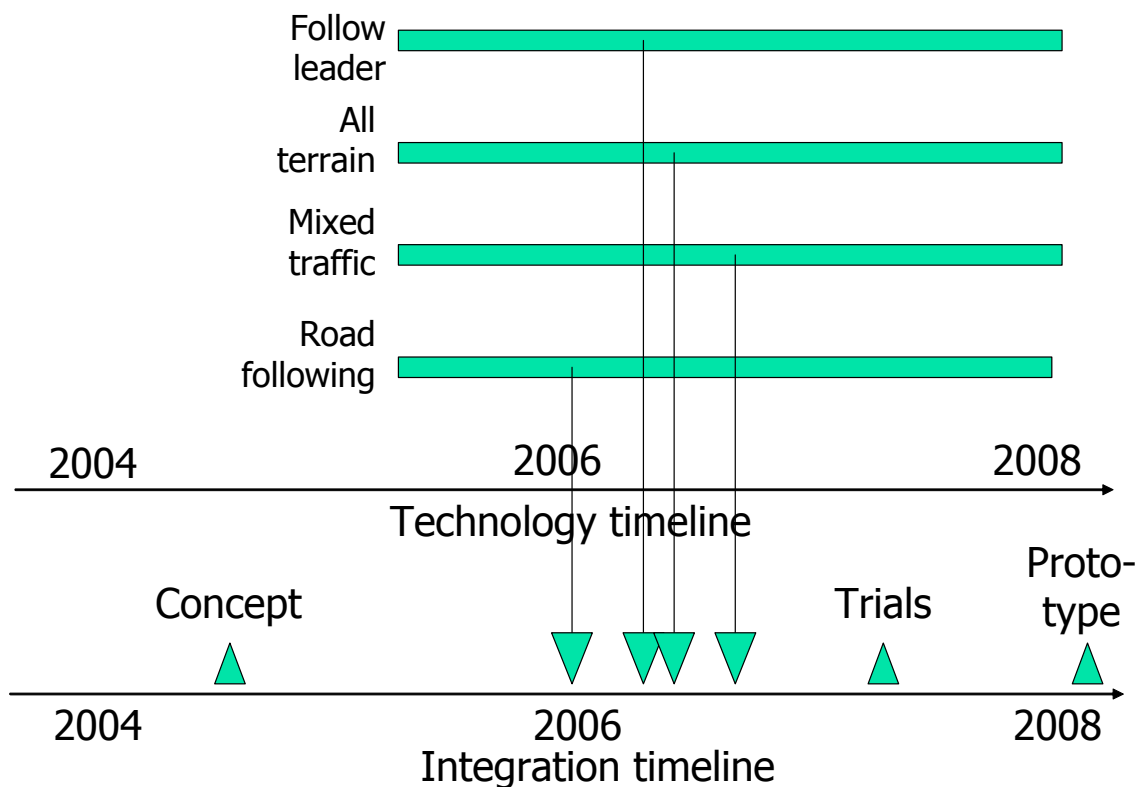 Follow
leader
All
terrain
Mixed
traffic
Road
following
2004 2006 2008
Technology timeline
Concept
Trials
Proto-
type
2004 2006 2008
Integration timeline